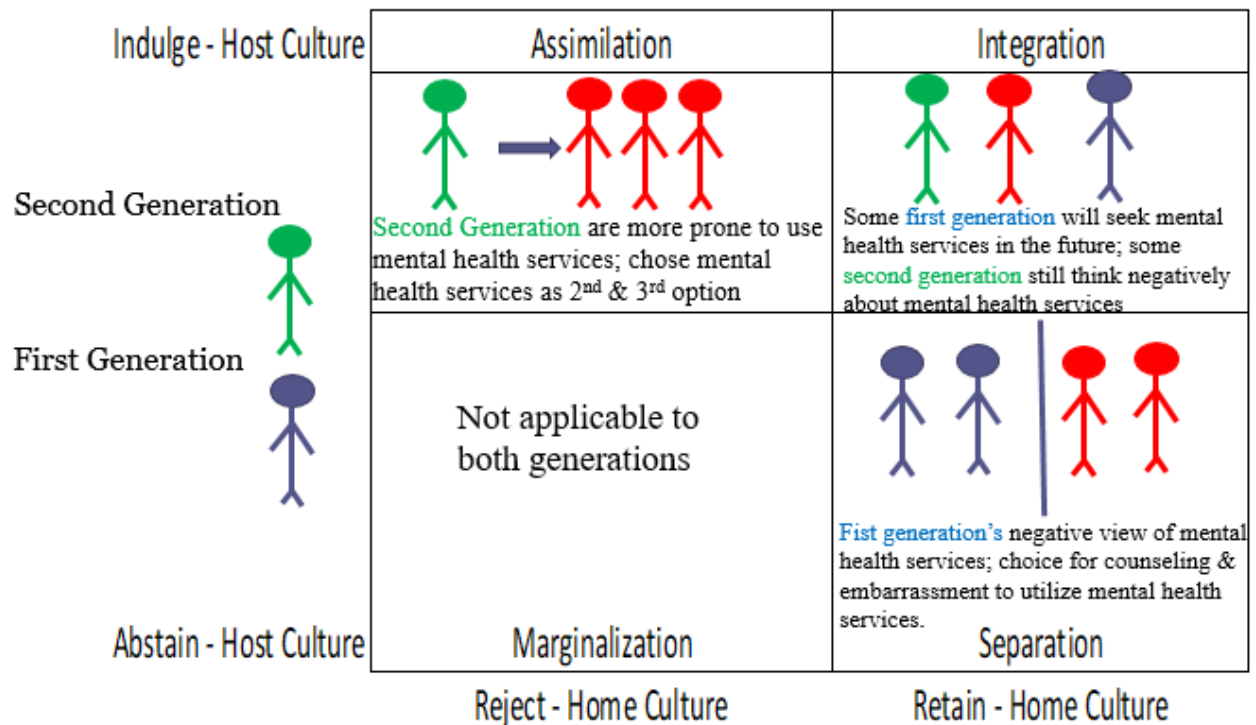 Indulge - Host Culture
Assimilation
Integration
Second Generation
First Generation
Second Generation are more prone to use
mental health services; chose mental
health services as 2nd & 3rd option
Some first generation will seek mental
health services in the future; some
second generation still think negatively
about mental health services
Not applicable to
both generations
Fist generation's negative view of mental
health services; choice for counseling &
embarrassment to utilize mental health
services.
Abstain - Host Culture
Marginalization
Separation
Reject - Home Culture
Retain - Home Culture